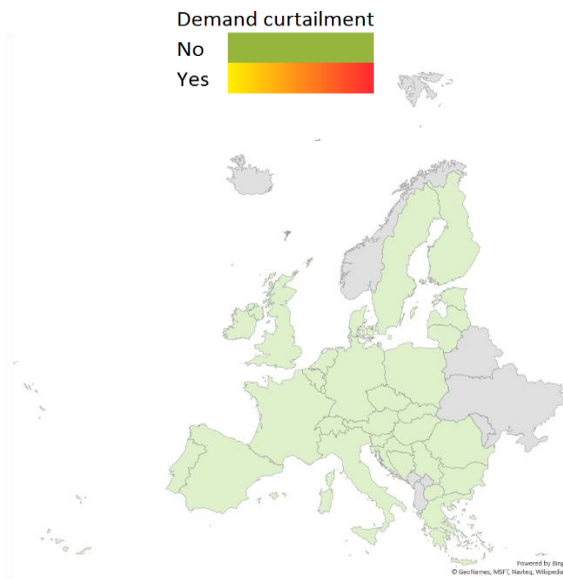 Demand curtailment
No
Yes
Powered by Bing
© GeoNames, MSFT, Navteq, Wikipedia